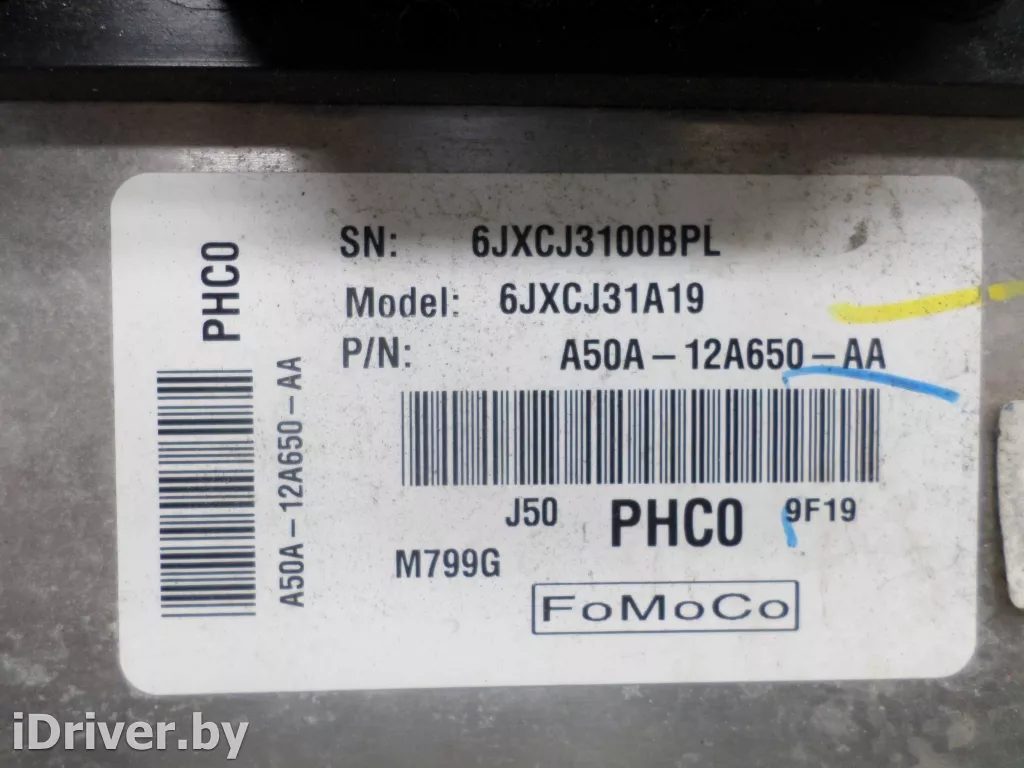 SN: 6JXCJ3100BPL
Model: 6JXCJ31A19
P/N: A50A-12A650-AA
PHC0
A50A-12A650-AA
J50 PHC0 9F19
M799G
FoMoCo
iDriver.by